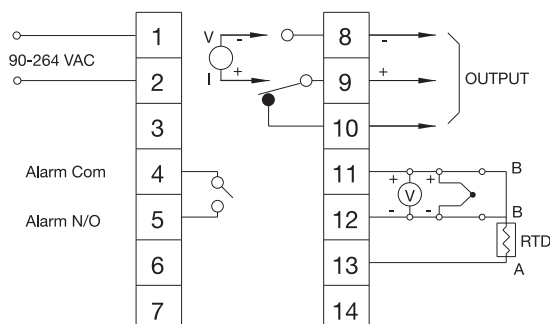 1
V
-
8
-
90-264 VAC
OUTPUT
2
I
+
9
+
3
10
Alarm Com
4
11
+
V
-
+
-
B
Alarm N/O
5
12
B
RTD
6
13
A
7
14